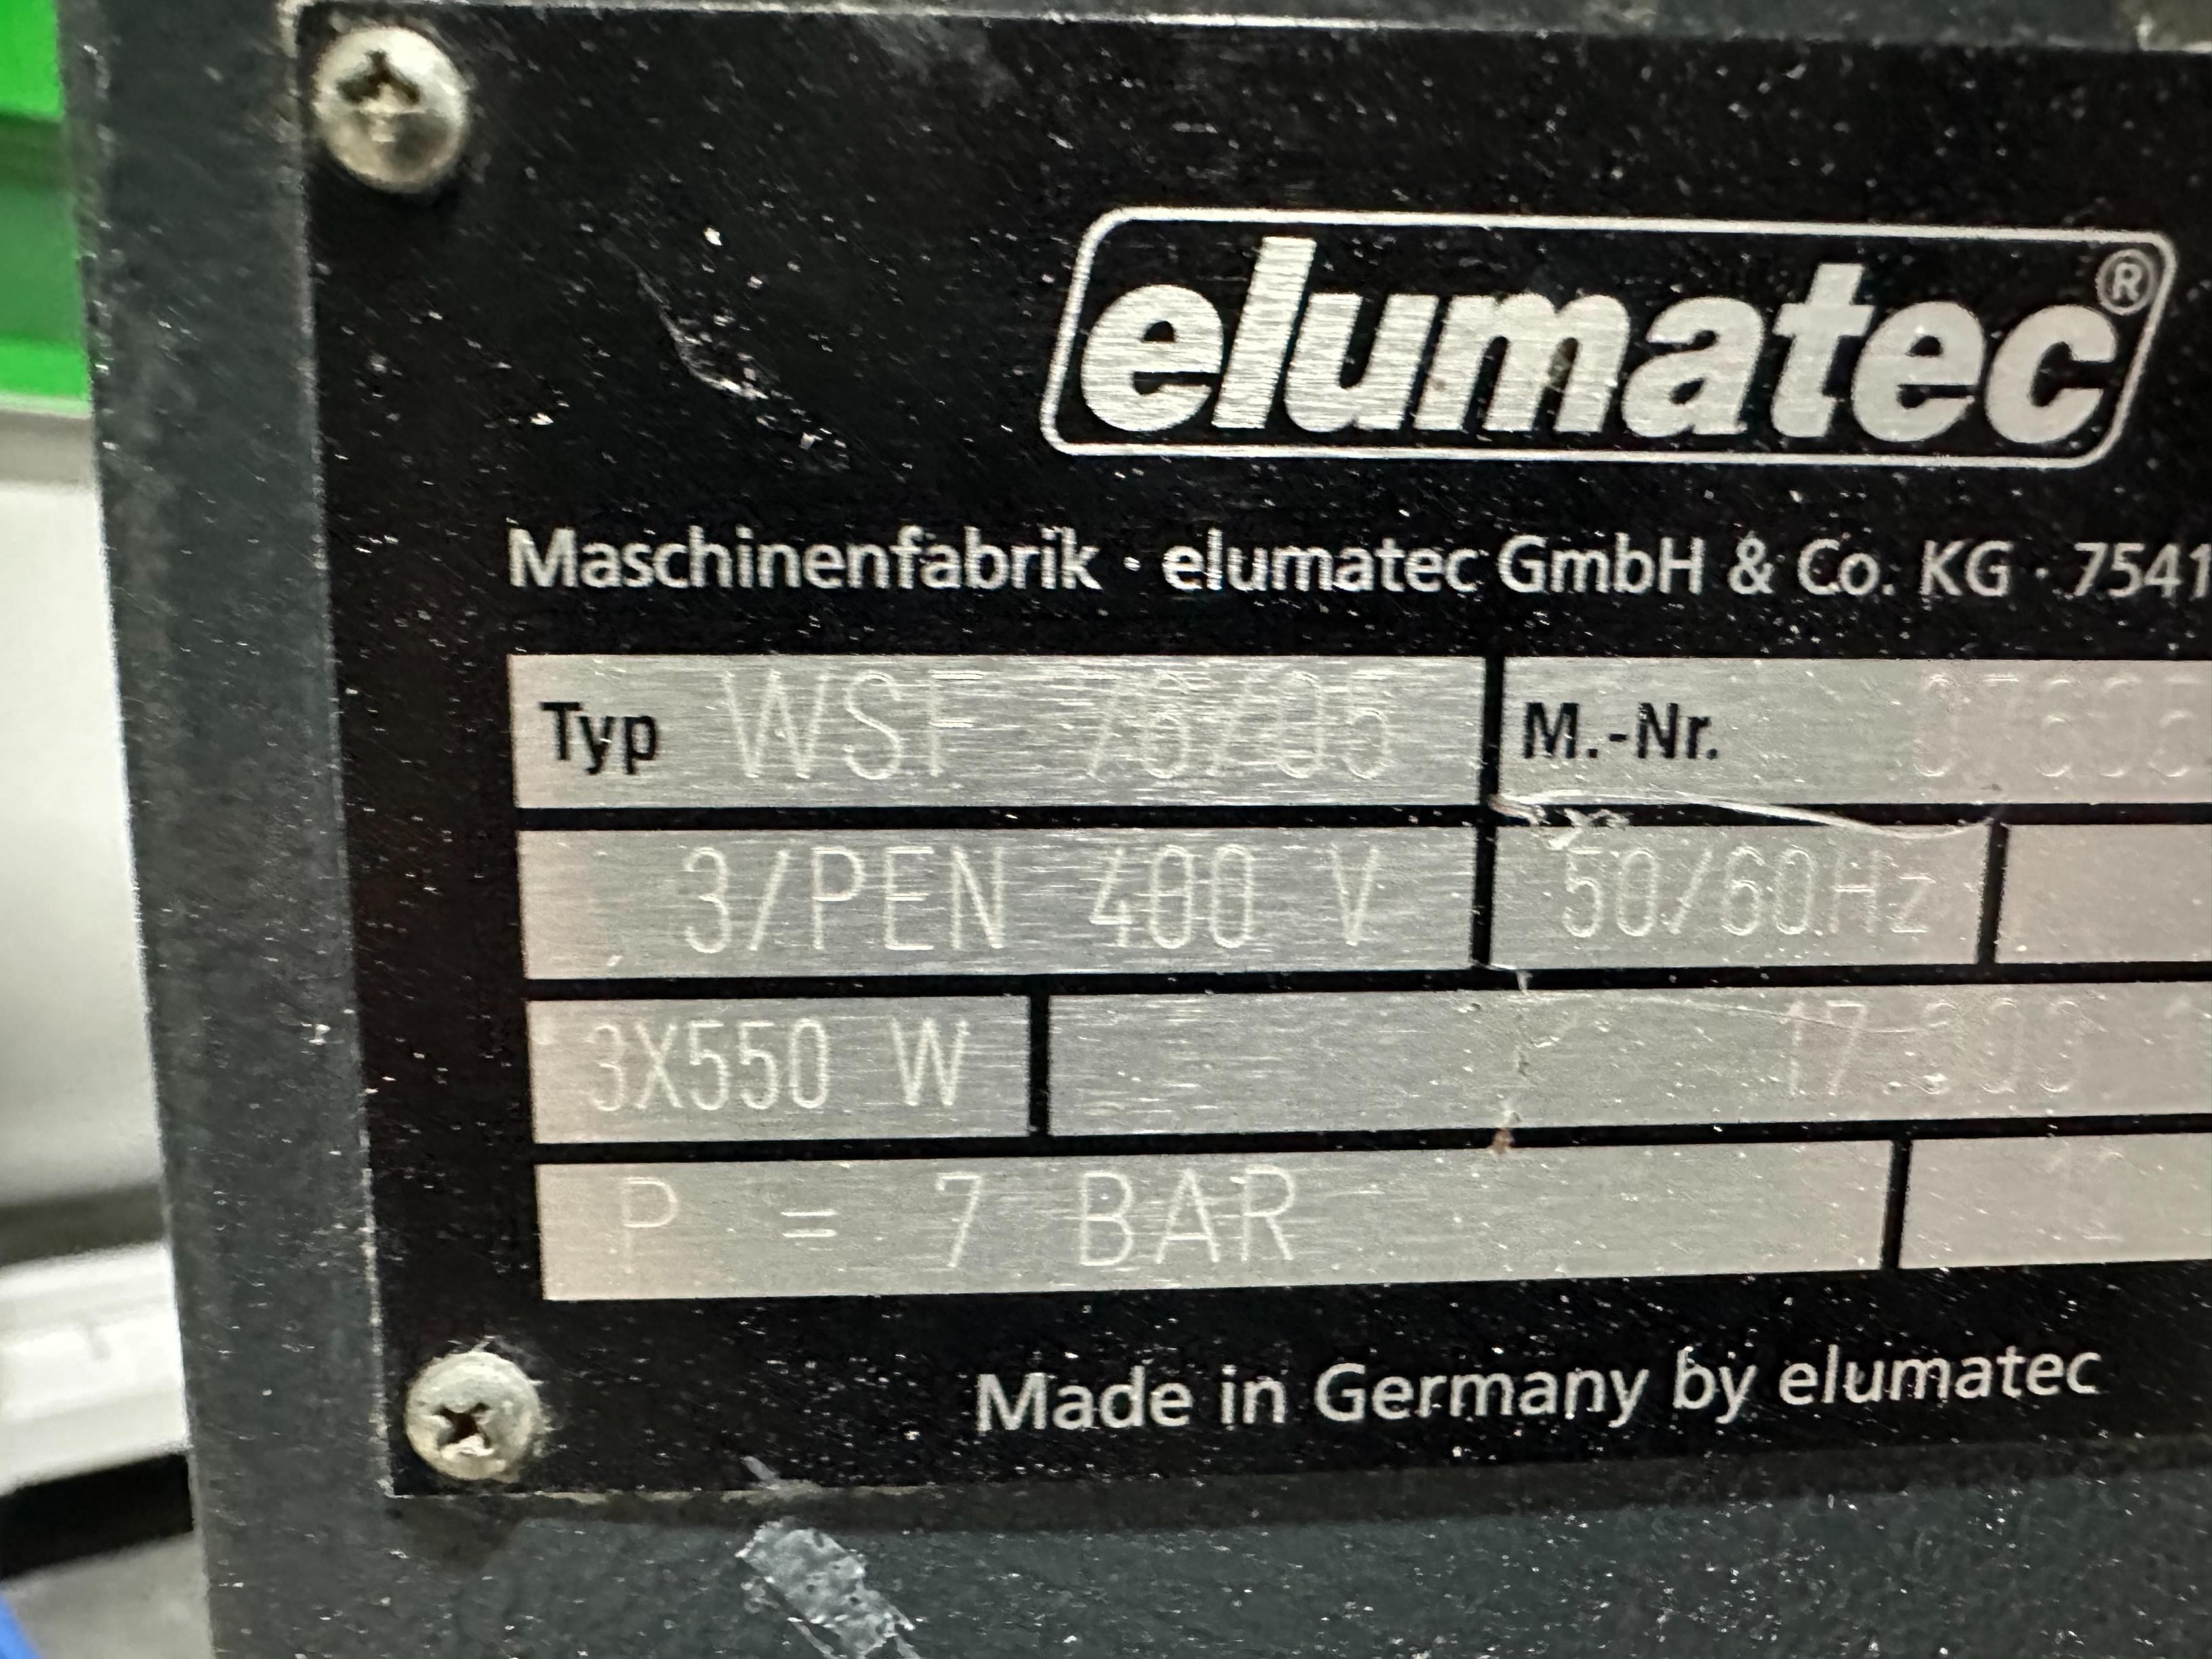 elumatec®
Maschinenfabrik · elumatec GmbH & Co. KG · 7541
Typ WSF 76/05 M.-Nr.
3/PEN 400 V 50/60Hz
3X550 W
P = 7 BAR
Made in Germany by elumatec